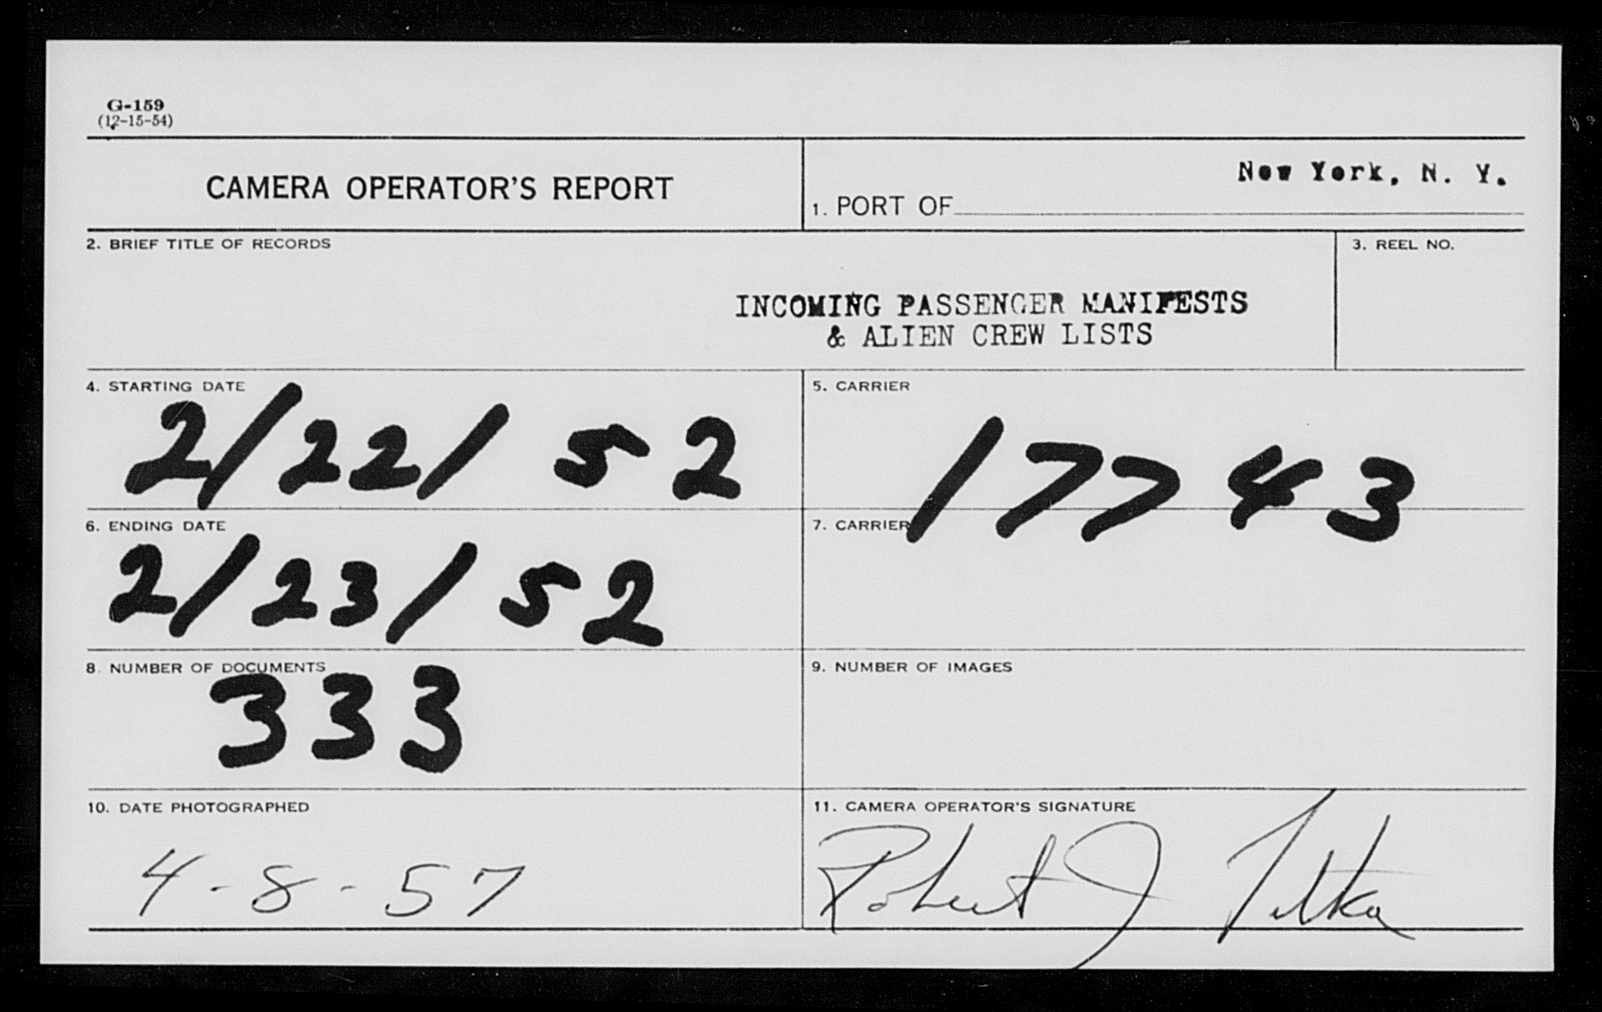 G-159
(12-15-54)
CAMERA OPERATOR'S REPORT
1. PORT OF New York, N. Y.
2. BRIEF TITLE OF RECORDS
INCOMING PASSENGER MANIFESTS
& ALIEN CREW LISTS
3. REEL NO.
4. STARTING DATE
2/22/52
5. CARRIER
17743
6. ENDING DATE
2/23/52
7. CARRIER
8. NUMBER OF DOCUMENTS
333
9. NUMBER OF IMAGES
10. DATE PHOTOGRAPHED
4-8-57
11. CAMERA OPERATOR'S SIGNATURE
Robert J